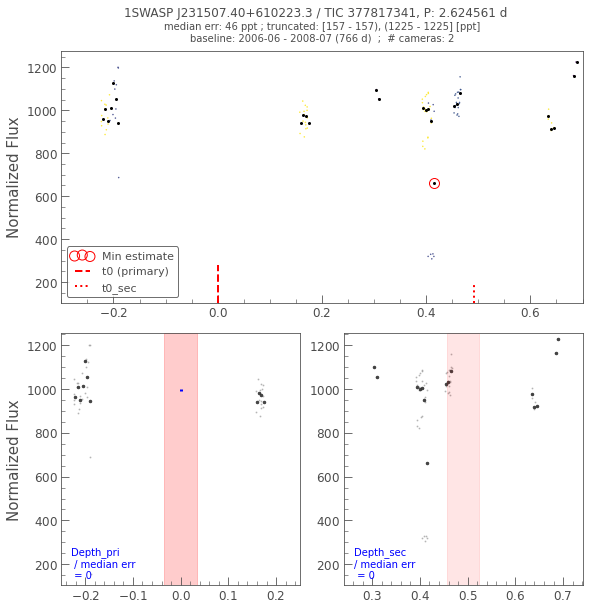 1SWASP J231507.40+610223.3 / TIC 377817341, P: 2.624561 d
median err: 46 ppt ; truncated: [157 - 157), (1225 - 1225] [ppt]
baseline: 2006-06 - 2008-07 (766 d)  ;  # cameras: 2
Normalized Flux
1200
1000
800
600
400
200
Min estimate
t0 (primary)
t0_sec
−0.2
0.0
0.2
0.4
0.6
Normalized Flux
1200
1000
800
600
400
200
Depth_pri
/ median err
= 0
−0.2
−0.1
0.0
0.1
0.2
1200
1000
800
600
400
200
Depth_sec
/ median err
= 0
0.3
0.4
0.5
0.6
0.7